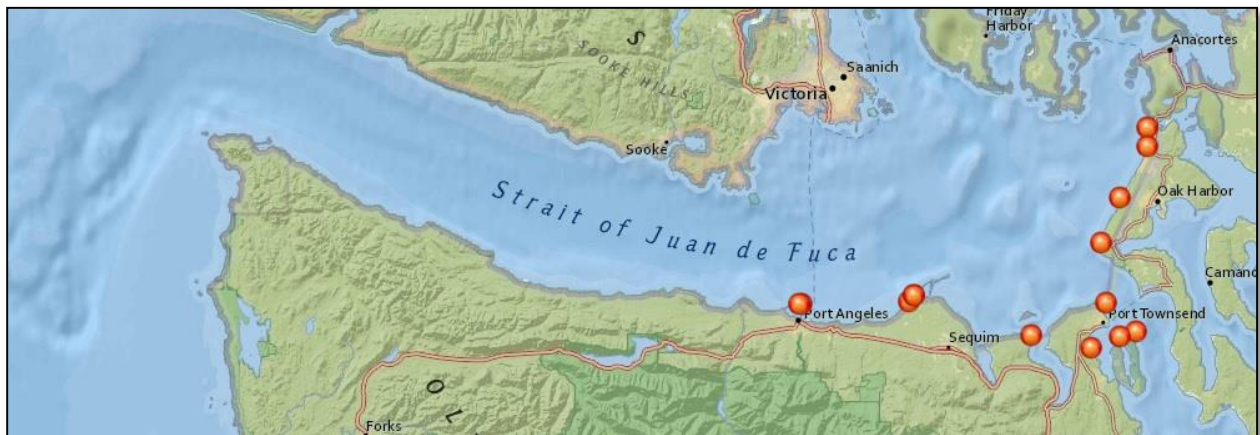 Friday
Harbor
Anacortes
S
SOOKE HILLS
Saanich
Victoria
Sooke
Strait of Juan de Fuca
Oak Harbor
Camano
Port Angeles
Port Townsend
Sequim
O L
Forks